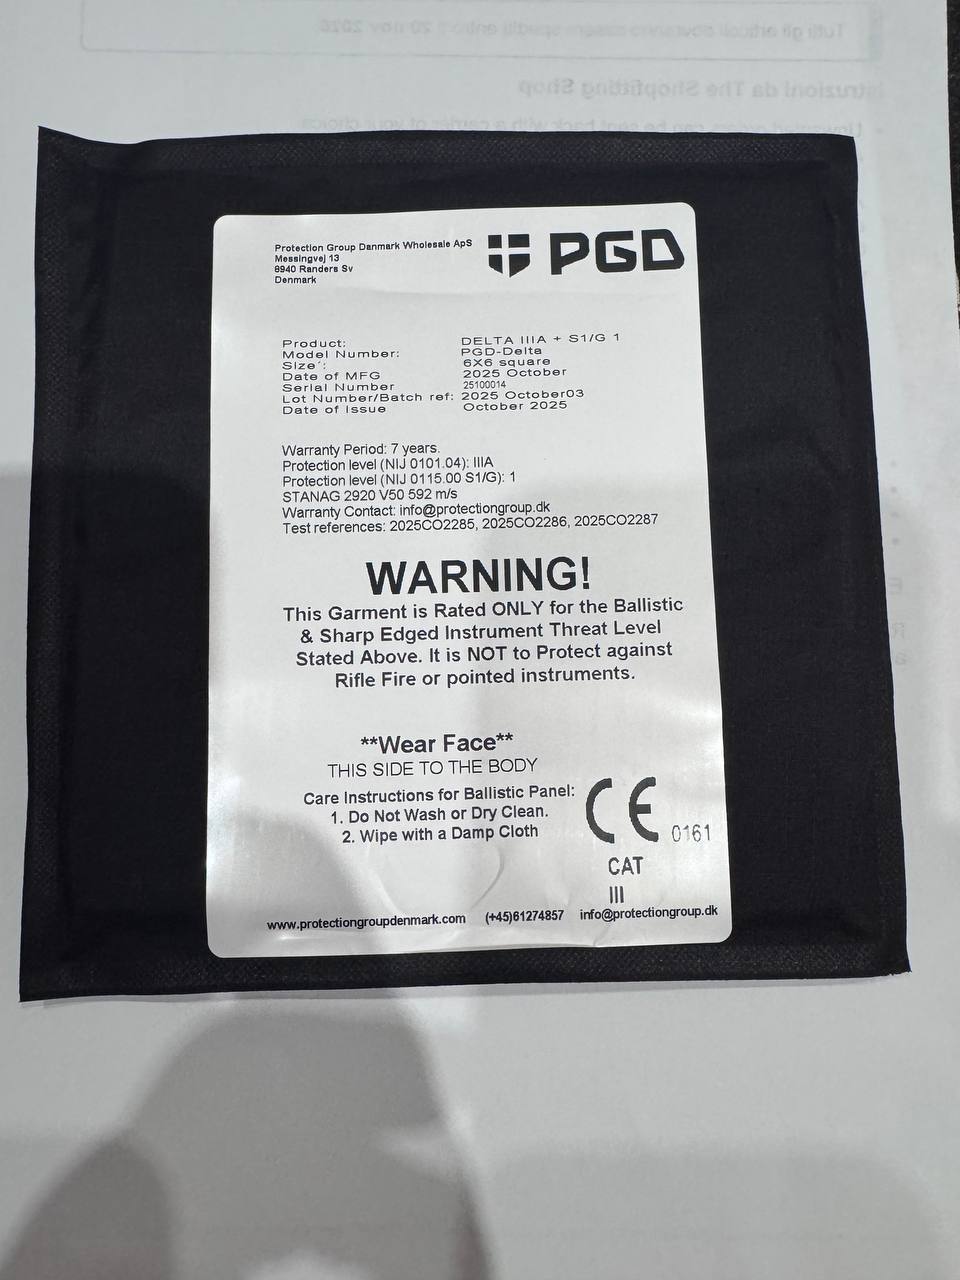 Protection Group Danmark Wholesale ApS
Messingvej 13
8940 Randers Sv
Denmark
PGD
Product: DELTA IIIA + S1/G 1
Model Number: PGD-Delta
Size': 6X6 square
Date of MFG 2025 October
Serial Number 25100014
Lot Number/Batch ref: 2025 October03
Date of Issue October 2025
Warranty Period: 7 years.
Protection level (NIJ 0101.04): IIIA
Protection level (NIJ 0115.00 S1/G): 1
STANAG 2920 V50 592 m/s
Warranty Contact: info@protectiongroup.dk
Test references: 2025CO2285, 2025CO2286, 2025CO2287
WARNING!
This Garment is Rated ONLY for the Ballistic
& Sharp Edged Instrument Threat Level
Stated Above. It is NOT to Protect against
Rifle Fire or pointed instruments.
**Wear Face**
THIS SIDE TO THE BODY
Care Instructions for Ballistic Panel:
1. Do Not Wash or Dry Clean.
2. Wipe with a Damp Cloth
CE 0161
CAT
III
www.protectiongroupdenmark.com (+45)61274857 info@protectiongroup.dk